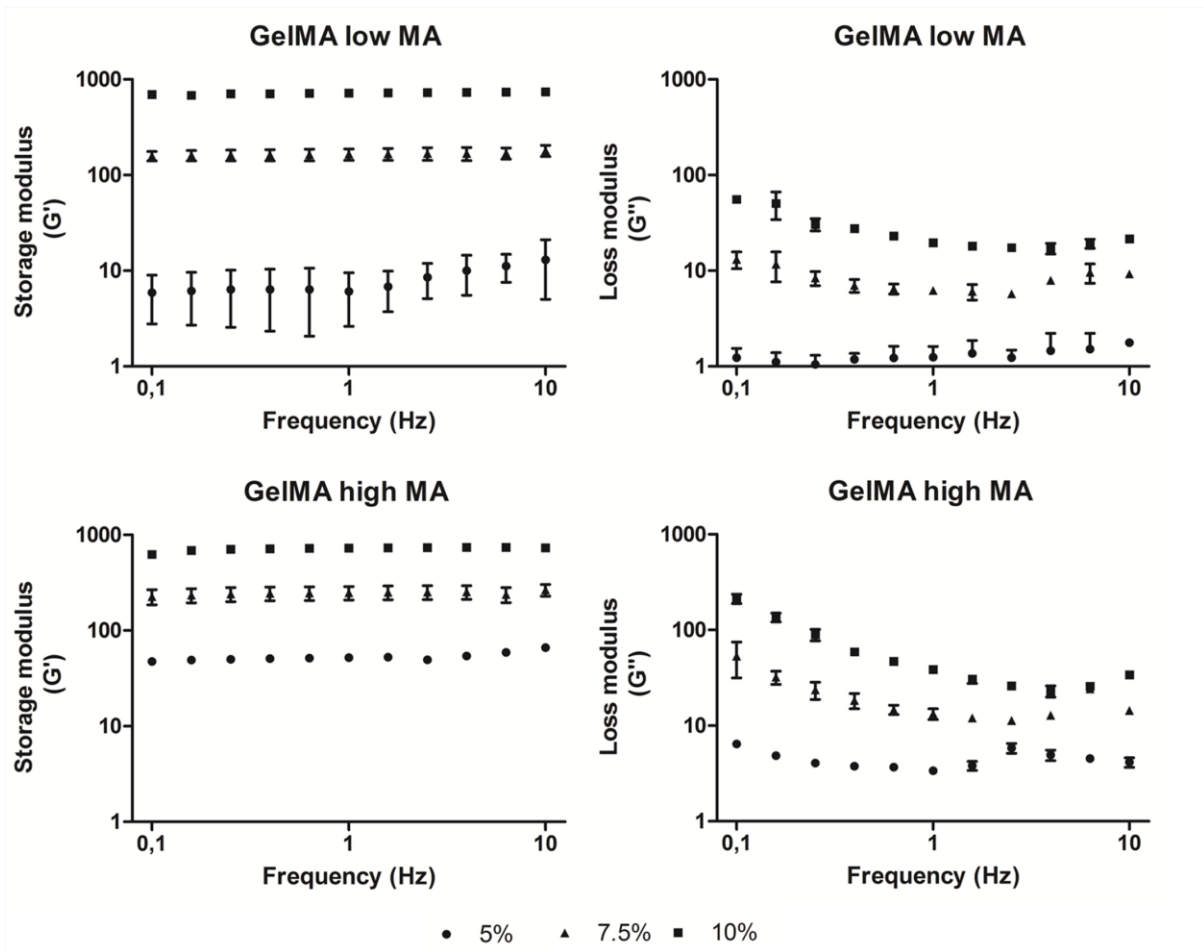 GelMA low MA
Storage modulus
(G')
1000
100
10
1
0,1
1
10
Frequency (Hz)
GelMA low MA
Loss modulus
(G")
1000
100
10
1
0,1
1
10
Frequency (Hz)
GelMA high MA
Storage modulus
(G')
1000
100
10
1
0,1
1
10
Frequency (Hz)
GelMA high MA
Loss modulus
(G")
1000
100
10
1
0,1
1
10
Frequency (Hz)
5% 7.5% 10%